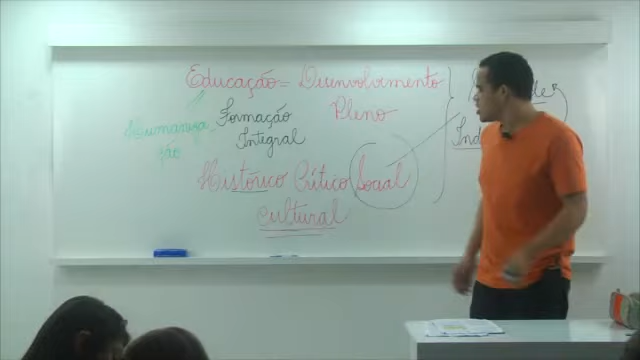 Educação = Desenvolvimento
Pleno
Formação
Integral
Humaniza
ção
Histórico Crítico Social
cultural